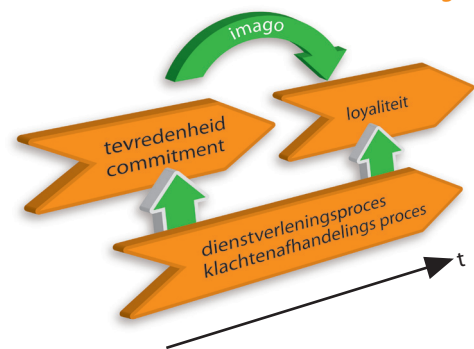 imago
tevredenheid
commitment
loyaliteit
dienstverleningsproces
klachtenafhandelings proces
t